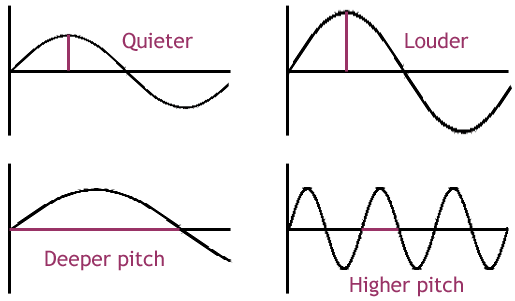 Quieter
Louder
Deeper pitch
Higher pitch